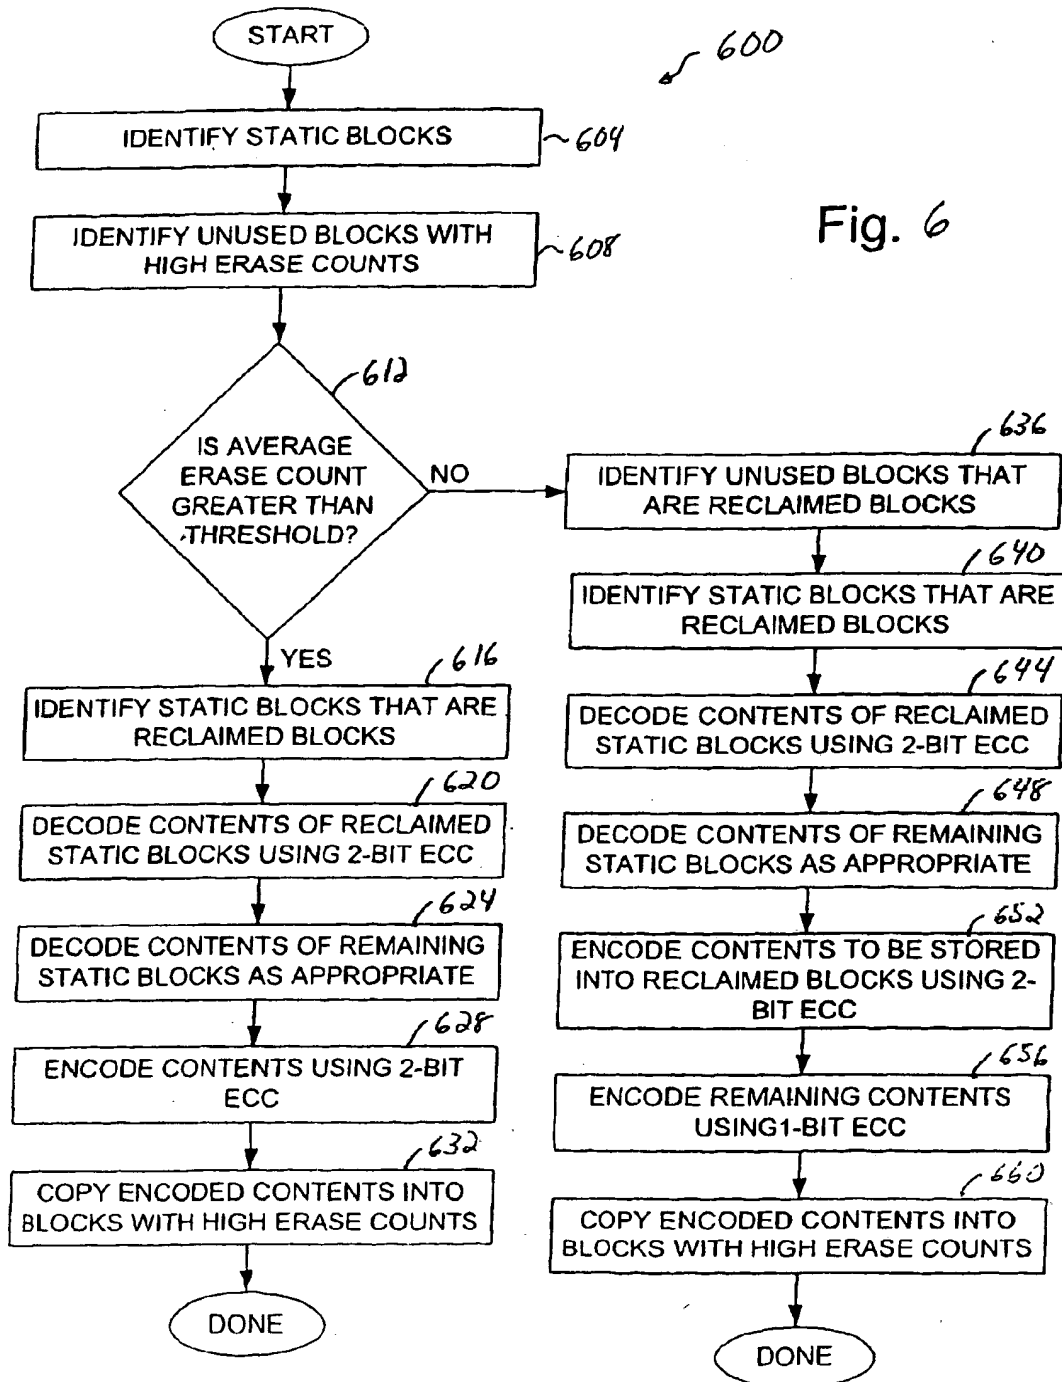 START
600
IDENTIFY STATIC BLOCKS
604
Fig. 6
IDENTIFY UNUSED BLOCKS WITH
HIGH ERASE COUNTS
608
612
IS AVERAGE
ERASE COUNT
GREATER THAN
THRESHOLD?
NO
YES
616
IDENTIFY STATIC BLOCKS THAT ARE
RECLAIMED BLOCKS
620
DECODE CONTENTS OF RECLAIMED
STATIC BLOCKS USING 2-BIT ECC
624
DECODE CONTENTS OF REMAINING
STATIC BLOCKS AS APPROPRIATE
628
ENCODE CONTENTS USING 2-BIT
ECC
632
COPY ENCODED CONTENTS INTO
BLOCKS WITH HIGH ERASE COUNTS
DONE
636
IDENTIFY UNUSED BLOCKS THAT
ARE RECLAIMED BLOCKS
640
IDENTIFY STATIC BLOCKS THAT ARE
RECLAIMED BLOCKS
644
DECODE CONTENTS OF RECLAIMED
STATIC BLOCKS USING 2-BIT ECC
648
DECODE CONTENTS OF REMAINING
STATIC BLOCKS AS APPROPRIATE
652
ENCODE CONTENTS TO BE STORED
INTO RECLAIMED BLOCKS USING 2-
BIT ECC
656
ENCODE REMAINING CONTENTS
USING1-BIT ECC
660
COPY ENCODED CONTENTS INTO
BLOCKS WITH HIGH ERASE COUNTS
DONE